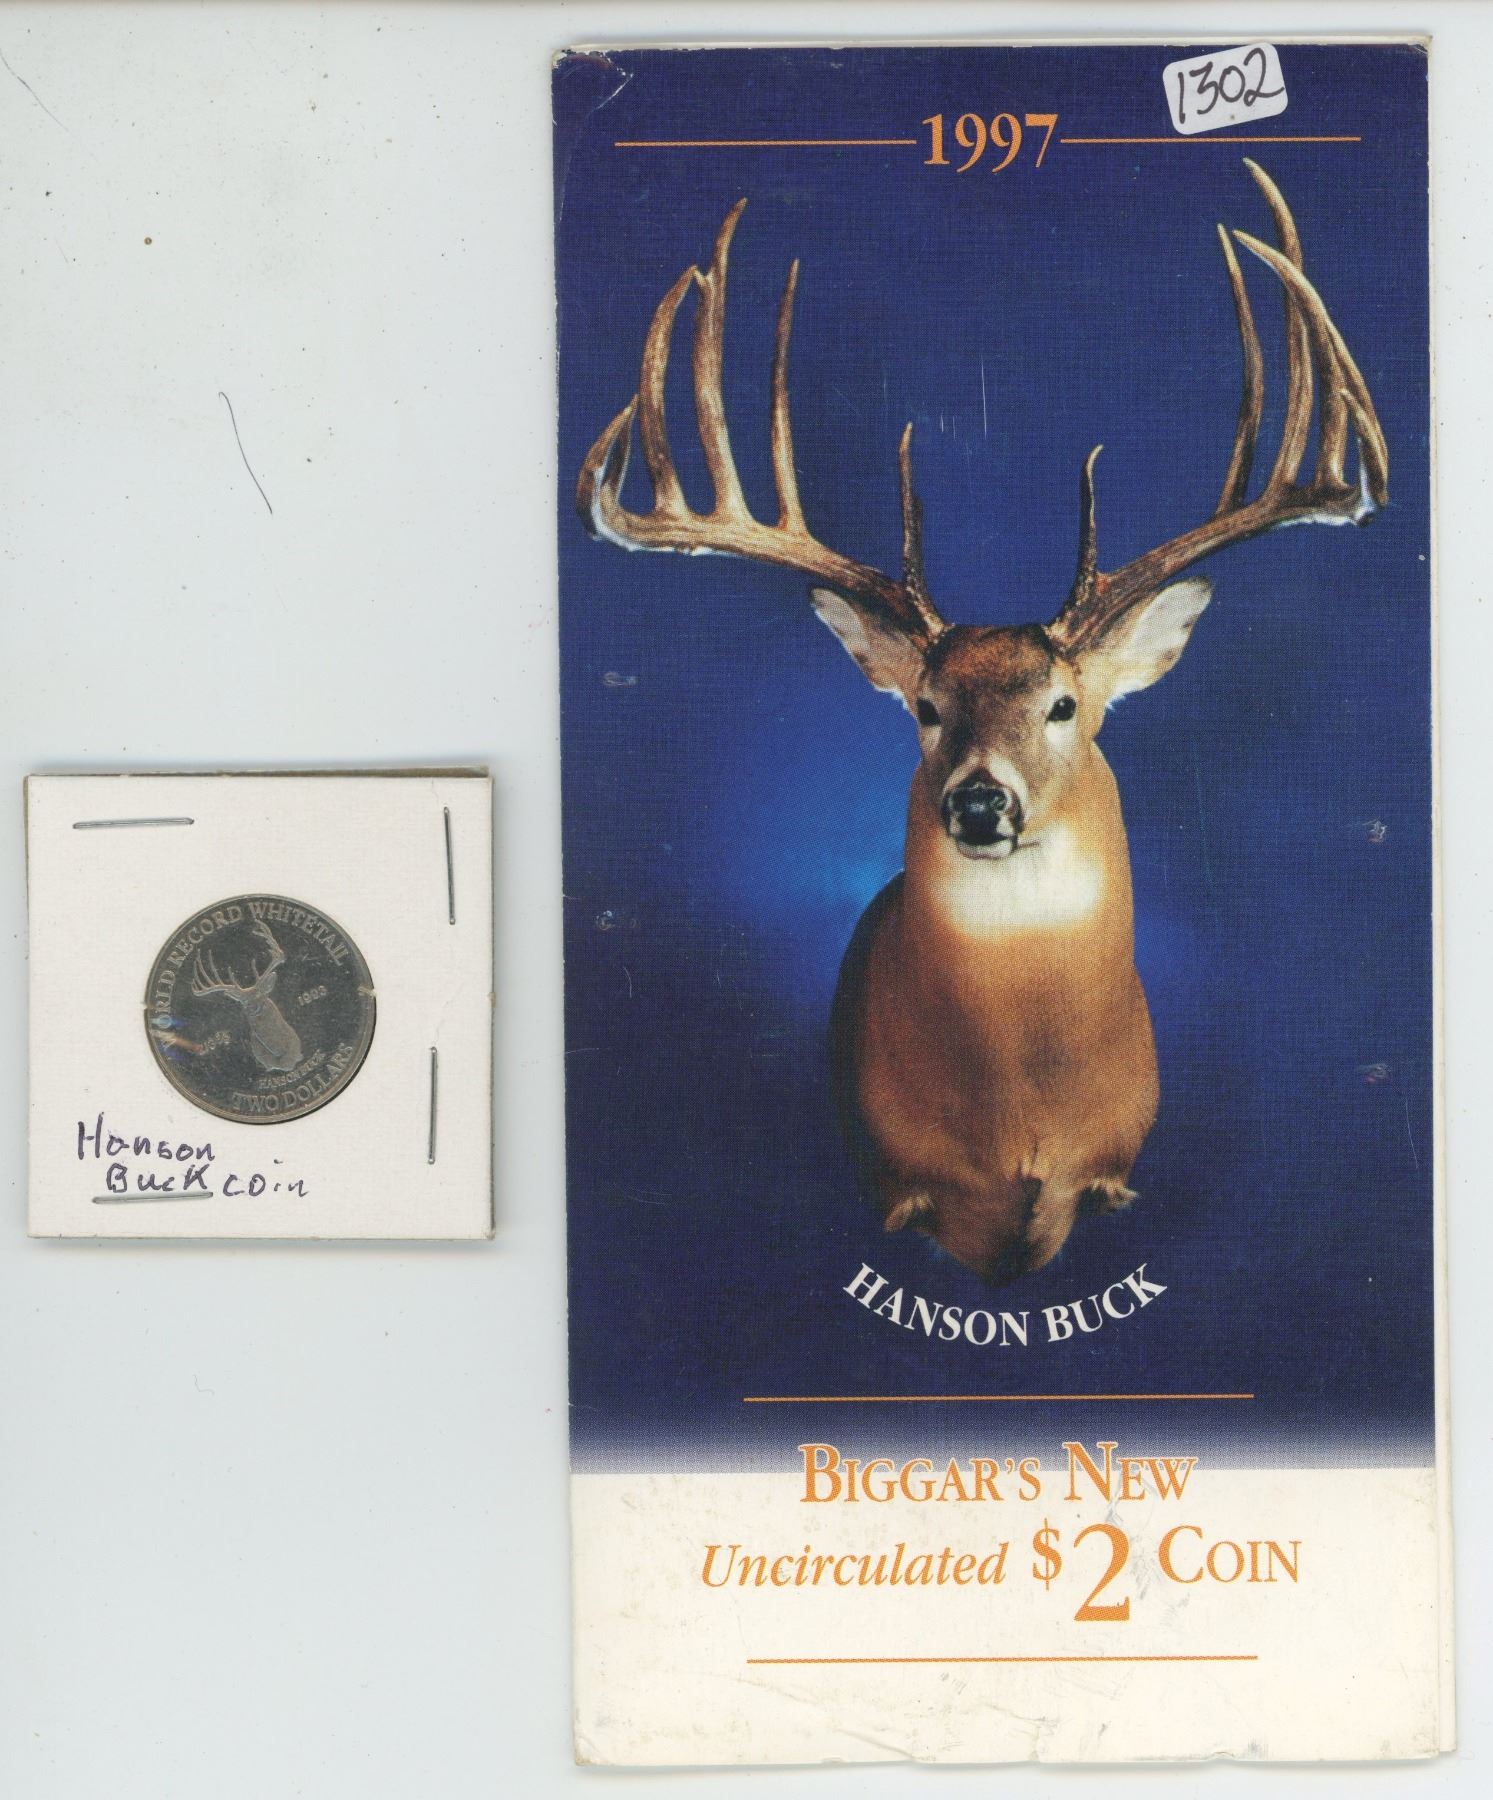 1302
1997
HANSON BUCK
BIGGAR'S NEW
Uncirculated $2 COIN
WORLD RECORD WHITETAIL
1993
HANSON BUCK
TWO DOLLARS
Hanson
Buck coin